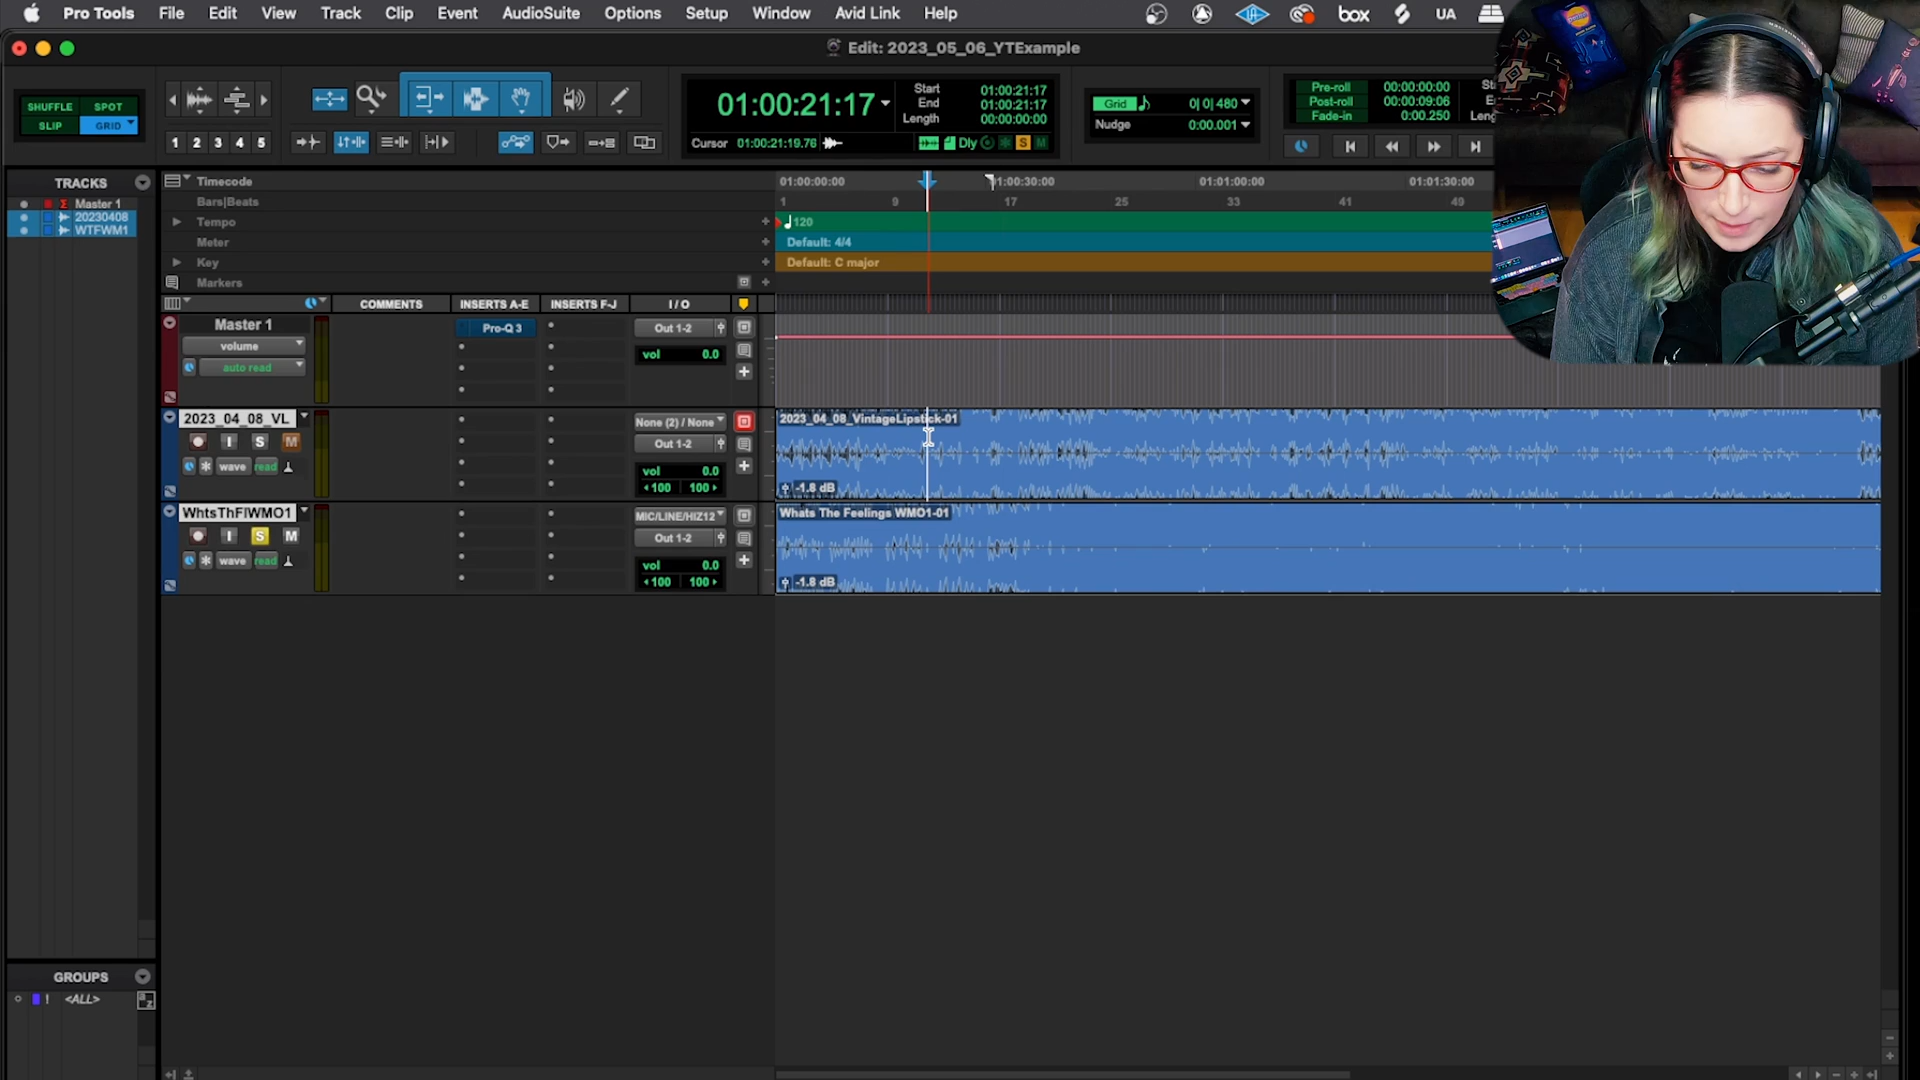 Pro Tools File Edit View Track Clip Event AudioSuite Options Setup Window Avid Link Help box UA
Edit: 2023_05_06_YTExample
SHUFFLE SPOT
SLIP GRID
1 2 3 4 5
01:00:21:17
Start 01:00:21:17
End 01:00:21:17
Length 00:00:00:00
Cursor 01:00:21:19.76 Dly S M
Grid 0| 0| 480
Nudge 0:00.001
Pre-roll 00:00:00:00
Post-roll 00:00:09:06
Fade-in 0:00.250
Leng
TRACKS
Master 1
20230408
WTFWM1
Timecode 01:00:00:00 01:00:30:00 01:01:00:00 01:01:30:00
Bars|Beats 1 9 17 25 33 41 49
Tempo 120
Meter Default: 4/4
Key Default: C major
Markers
COMMENTS INSERTS A-E INSERTS F-J I / O
Master 1 Pro-Q 3 Out 1-2
volume vol 0.0
auto read
2023_04_08_VL None (2) / None 2023_04_08_VintageLipstick-01
I S M Out 1-2
wave read vol 0.0
100 100 -1.8 dB
WhtsThFlWMO1 MIC/LINE/HIZ12 Whats The Feelings WMO1-01
I S M Out 1-2
wave read vol 0.0
100 100 -1.8 dB
GROUPS
! <ALL>